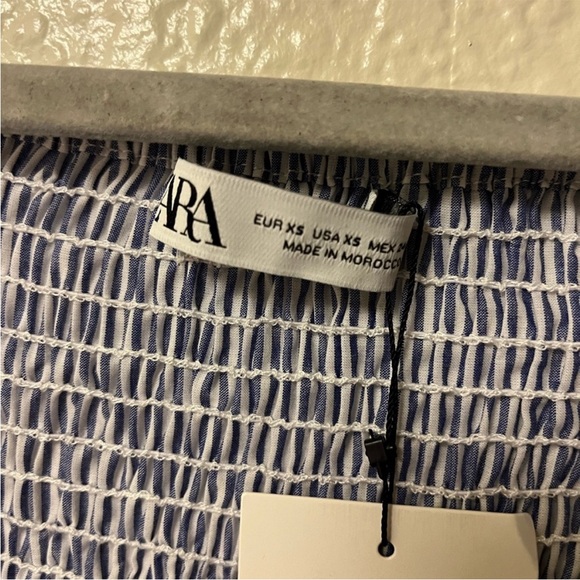 ZARA
EUR XS USA XS MEX
MADE IN MOROCCO